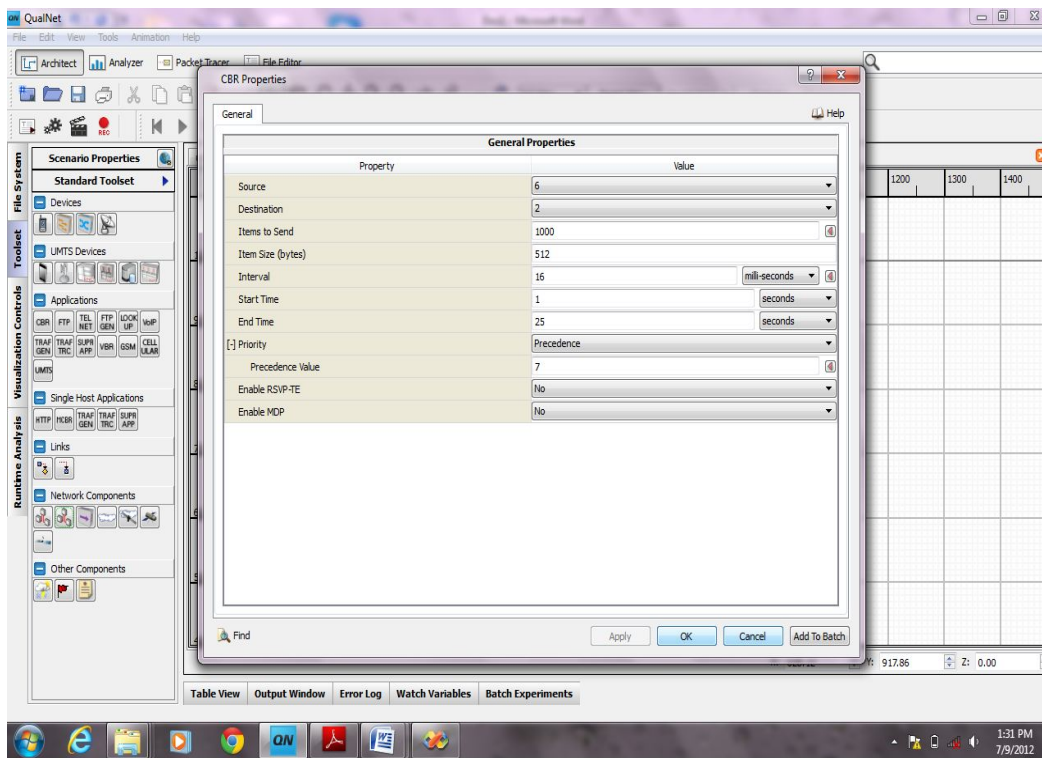 QualNet
File Edit View Tools Animation Help
Architect Analyzer Packet Tracer File Editor
CBR Properties
General
Help
General Properties
Property Value
Source 6
Destination 2
Items to Send 1000
Item Size (bytes) 512
Interval 16 milli-seconds
Start Time 1 seconds
End Time 25 seconds
[-] Priority Precedence
Precedence Value 7
Enable RSVP-TE No
Enable MDP No
Find
Apply OK Cancel Add To Batch
File System
Toolset
Visualization Controls
Runtime Analysis
REC
Scenario Properties
Standard Toolset
Devices
UMTS Devices
Applications
CBR FTP TEL NET FTP GEN LOOK UP VoIP
TRAF GEN TRAF TRC SUPR APP VBR GSM CELL ULAR
UMTS
Single Host Applications
HTTP MCBR TRAF GEN TRAF TRC SUPR APP
Links
Network Components
Other Components
1200 1300 1400
Y: 917.86 Z: 0.00
Table View Output Window Error Log Watch Variables Batch Experiments
QN
1:31 PM
7/9/2012